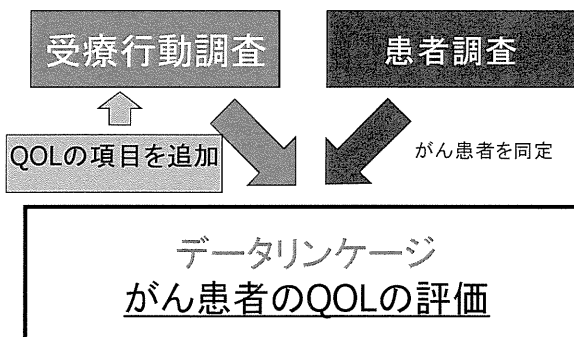 受療行動調査
患者調査
QOLの項目を追加
がん患者を同定
データリンケージ
がん患者のQOLの評価